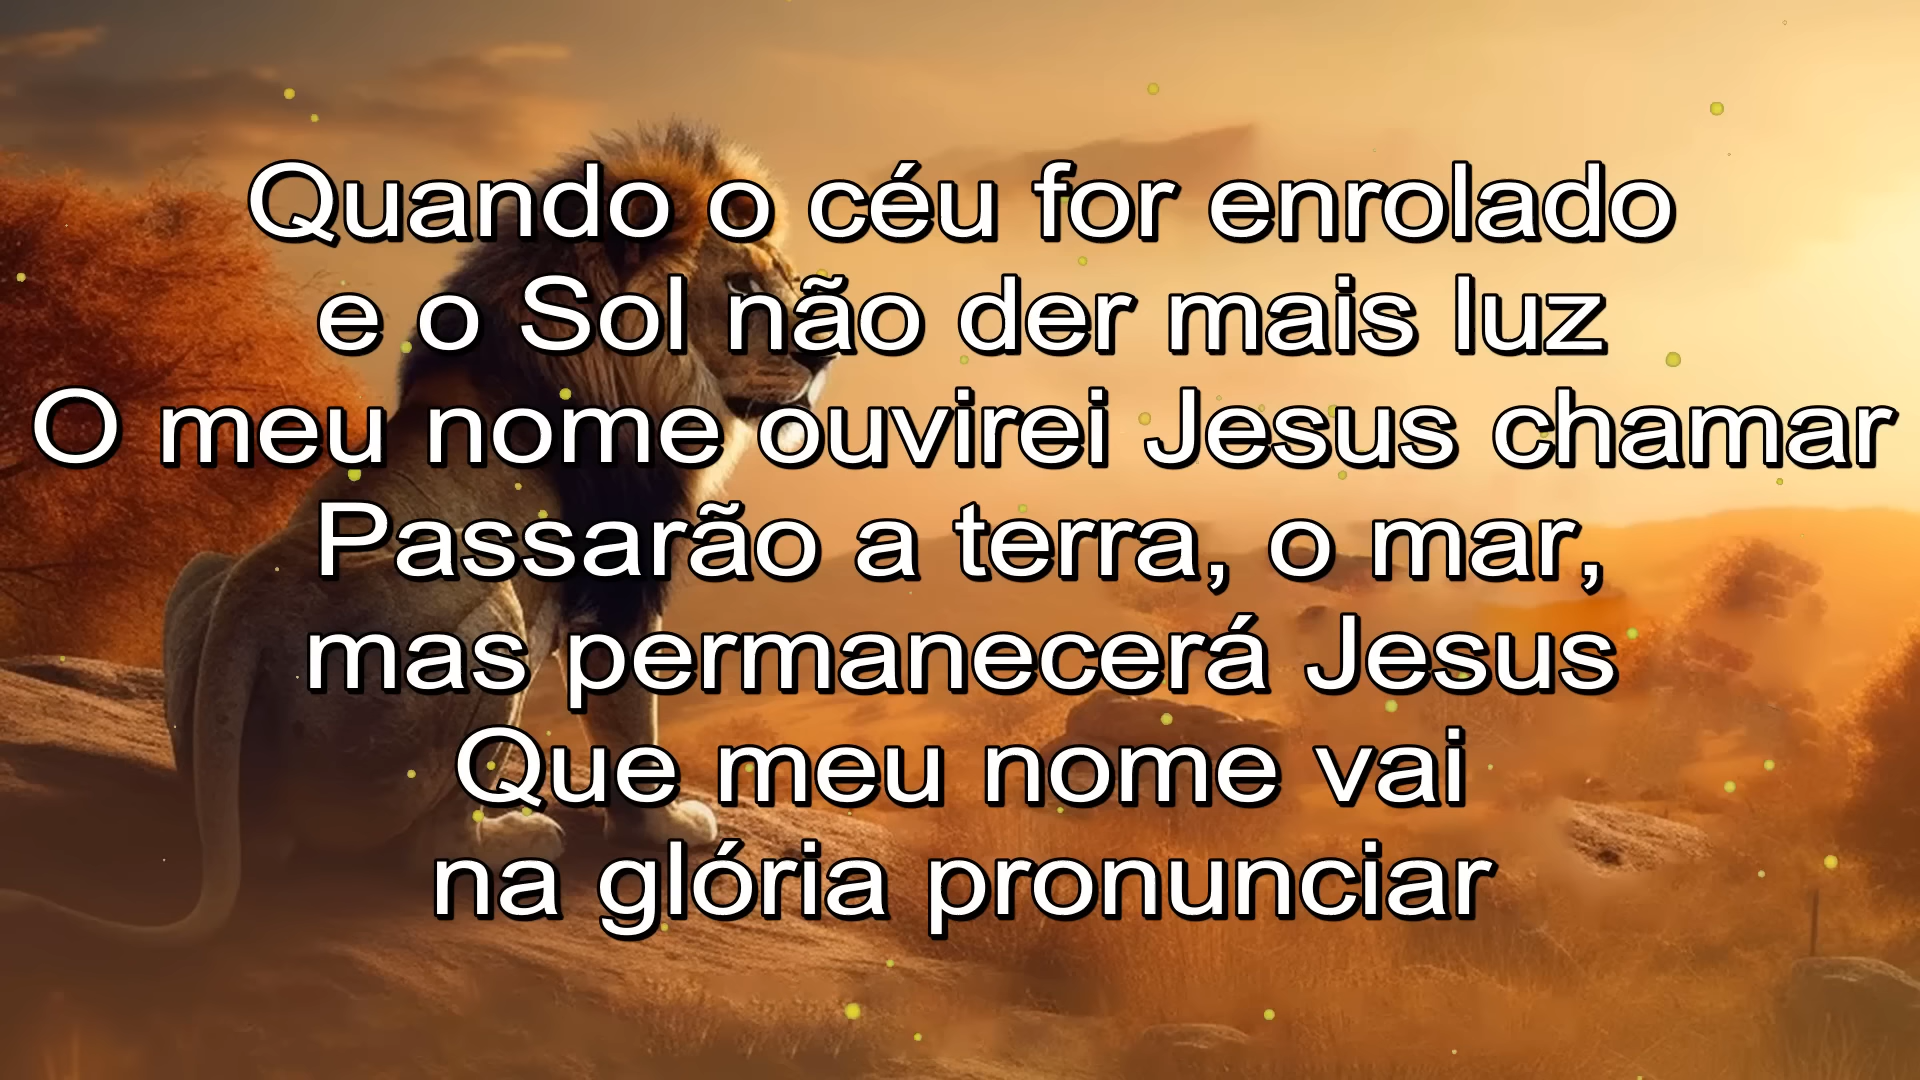 Quando o céu for enrolado
e o Sol não der mais luz
O meu nome ouvirei Jesus chamar
Passarão a terra, o mar,
mas permanecerá Jesus
Que meu nome vai
na glória pronunciar